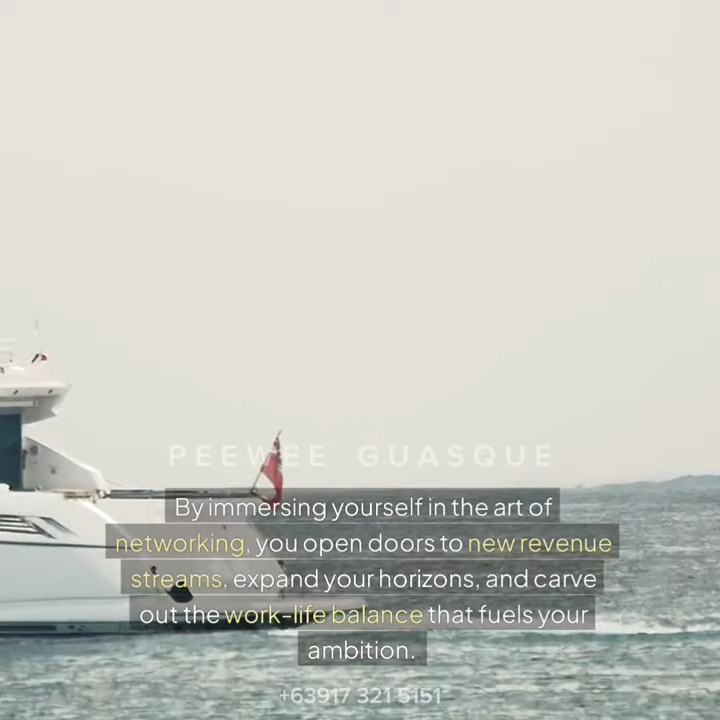 PEEWEE GUASQUE
By immersing yourself in the art of
networking, you open doors to new revenue
streams, expand your horizons, and carve
out the work-life balance that fuels your
ambition.
+63917 321 5151